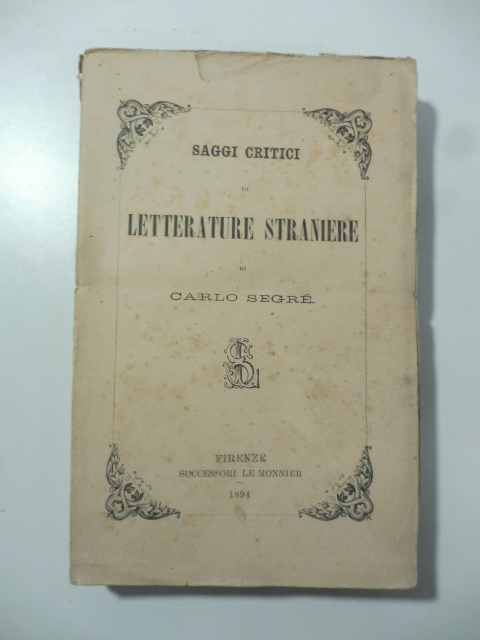 SAGGI CRITICI
DI
LETTERATURE STRANIERE
DI
CARLO SEGRÉ.
FIRENZE
SUCCESSORI LE MONNIER
1894